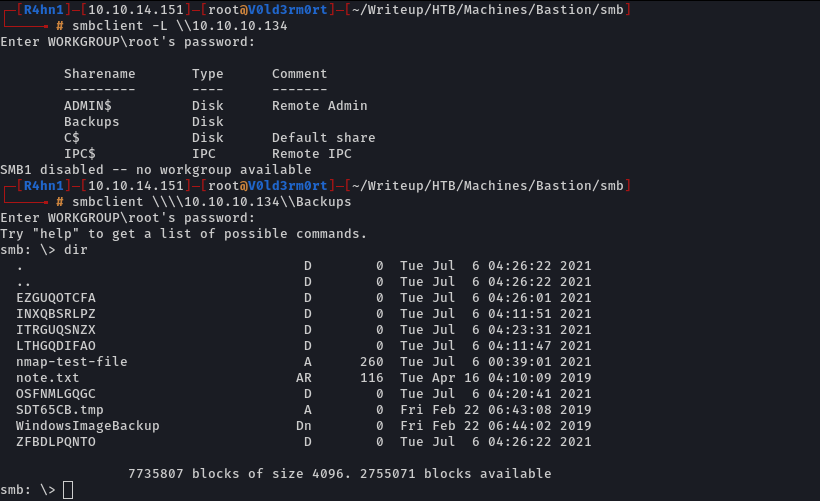 [R4hn1]-[10.10.14.151]-[root@V0ld3rm0rt]-[~/Writeup/HTB/Machines/Bastion/smb]
# smbclient -L \\10.10.10.134
Enter WORKGROUP\root's password:
Sharename Type Comment
--------- ---- -------
ADMIN$ Disk Remote Admin
Backups Disk
C$ Disk Default share
IPC$ IPC Remote IPC
SMB1 disabled -- no workgroup available
[R4hn1]-[10.10.14.151]-[root@V0ld3rm0rt]-[~/Writeup/HTB/Machines/Bastion/smb]
# smbclient \\\\10.10.10.134\\Backups
Enter WORKGROUP\root's password:
Try "help" to get a list of possible commands.
smb: \> dir
. D 0 Tue Jul 6 04:26:22 2021
.. D 0 Tue Jul 6 04:26:22 2021
EZGUQOTCFA D 0 Tue Jul 6 04:26:01 2021
INXQBSRLPZ D 0 Tue Jul 6 04:11:51 2021
ITRGUQSNZX D 0 Tue Jul 6 04:23:31 2021
LTHGQDIFAO D 0 Tue Jul 6 04:11:47 2021
nmap-test-file A 260 Tue Jul 6 00:39:01 2021
note.txt AR 116 Tue Apr 16 04:10:09 2019
OSFNMLGQGC D 0 Tue Jul 6 04:20:41 2021
SDT65CB.tmp A 0 Fri Feb 22 06:43:08 2019
WindowsImageBackup Dn 0 Fri Feb 22 06:44:02 2019
ZFBDLPQNTO D 0 Tue Jul 6 04:26:22 2021
7735807 blocks of size 4096. 2755071 blocks available
smb: \>